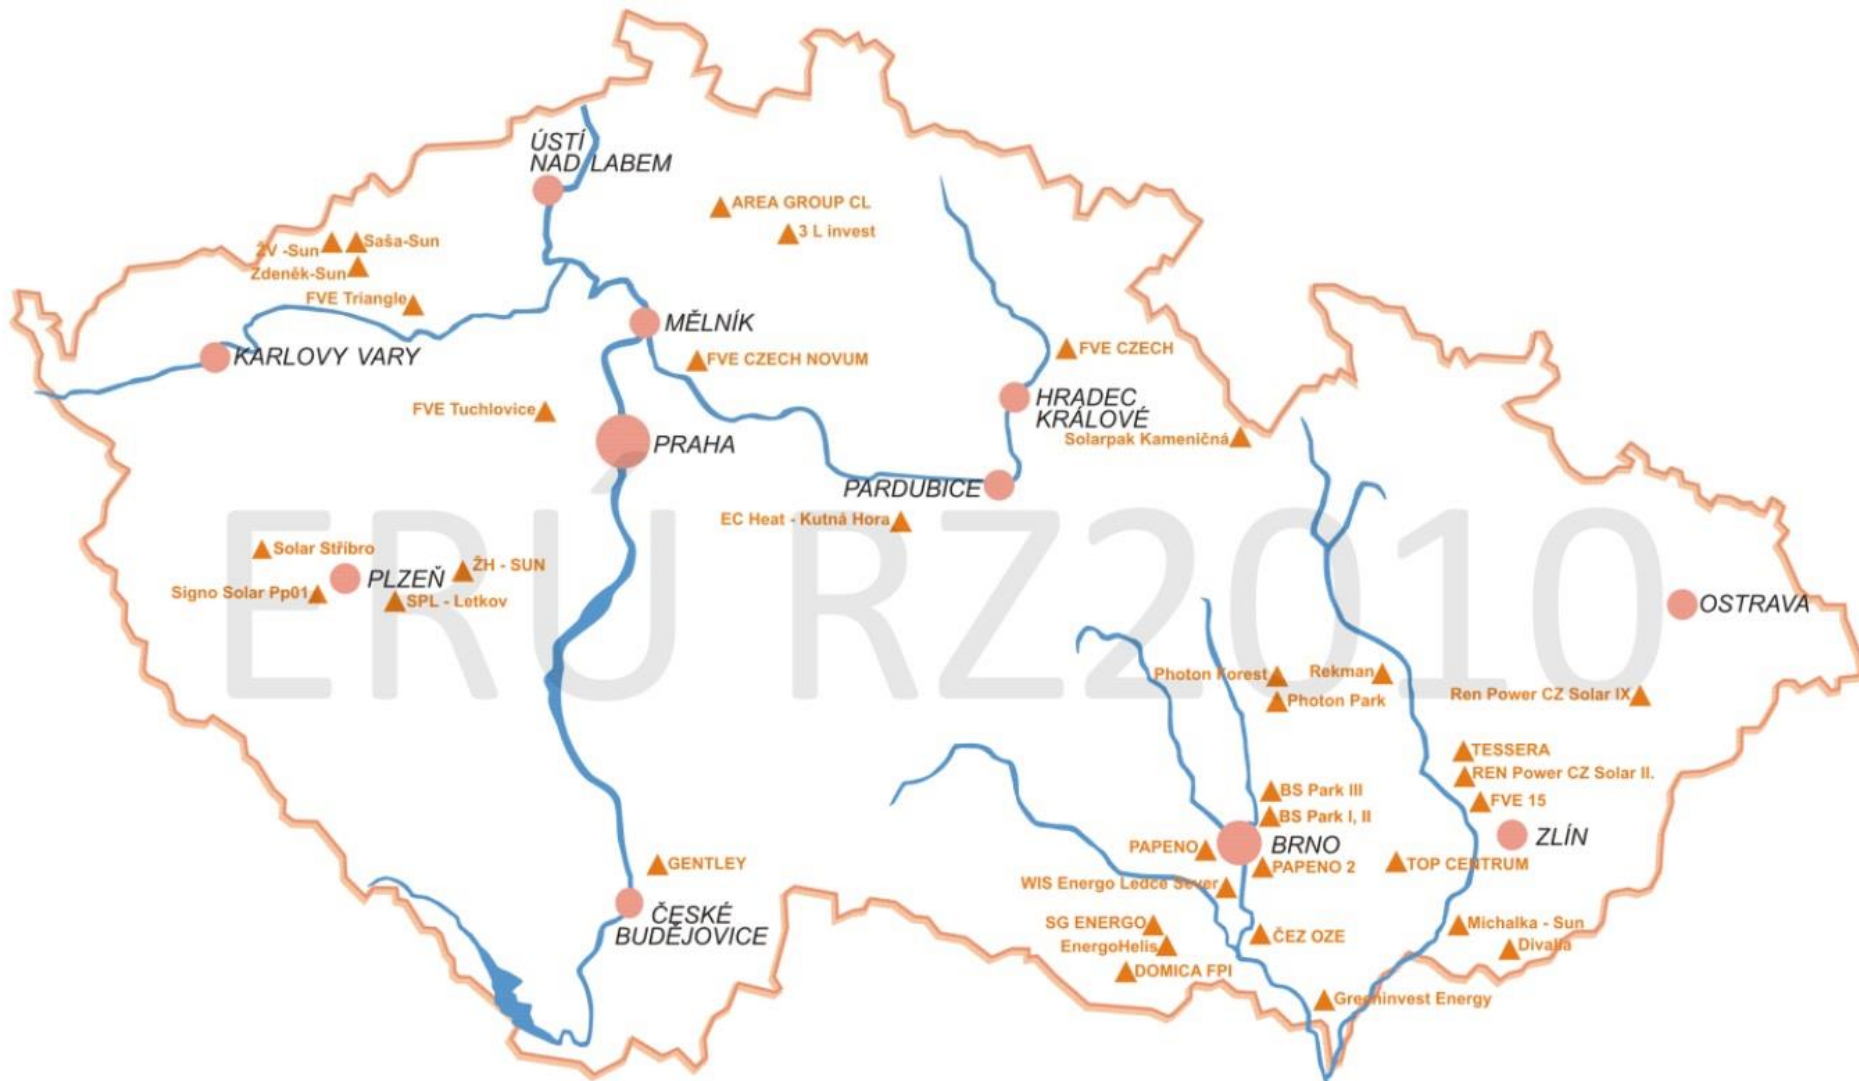 ÚSTÍ
NAD LABEM
AREA GROUP CL
3 L invest
ŽV -Sun
Saša-Sun
Zdeněk-Sun
FVE Triangle
MĚLNÍK
KARLOVY VARY
FVE CZECH NOVUM
FVE CZECH
HRADEC
KRÁLOVÉ
FVE Tuchlovice
PRAHA
Solarpak Kameničná
PARDUBICE
EC Heat - Kutná Hora
ERÚ RZ2010
Solar Stříbro
PLZEŇ
ŽH - SUN
Signo Solar Pp01
SPL - Letkov
OSTRAVA
Photon Forest
Rekman
Photon Park
Ren Power CZ Solar IX
TESSERA
REN Power CZ Solar II.
FVE 15
BS Park III
BS Park I, II
ZLÍN
BRNO
PAPENO
PAPENO 2
TOP CENTRUM
GENTLEY
WIS Energo Ledce Sever
ČESKÉ
BUDĚJOVICE
SG ENERGO
EnergoHelis
ČEZ OZE
Michalka - Sun
Divalia
DOMICA FPI
Greeninvest Energy